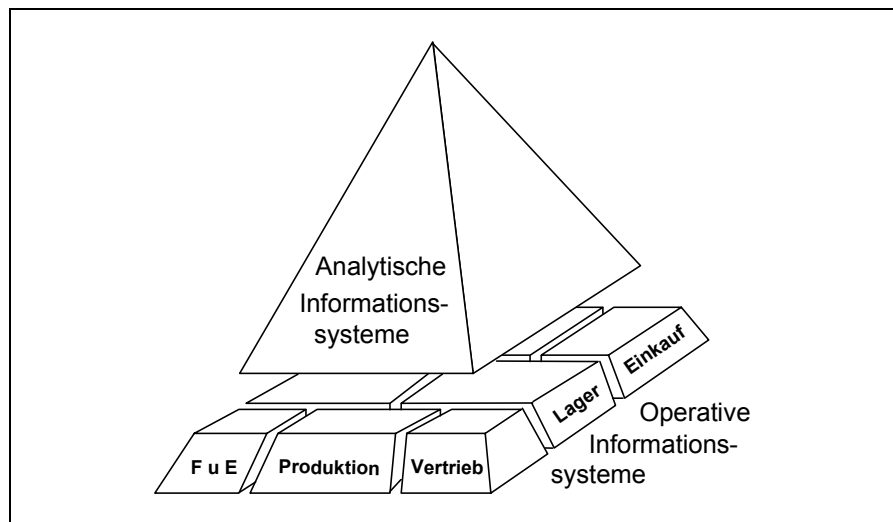 Analytische
Informations-
systeme
Einkauf
Lager
Operative
Informations-
systeme
F u E
Produktion
Vertrieb